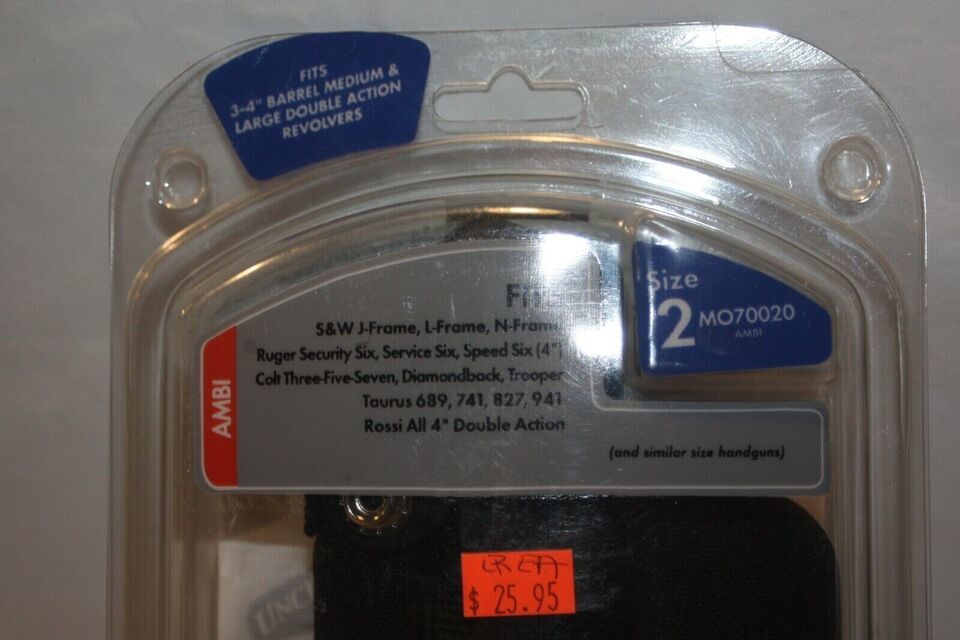 FITS
3-4" BARREL MEDIUM &
LARGE DOUBLE ACTION
REVOLVERS
Size
2 MO70020
AMBI
S&W J-Frame, L-Frame, N-Frame
Ruger Security Six, Service Six, Speed Six (4")
Colt Three-Five-Seven, Diamondback, Trooper
Taurus 689, 741, 827, 941
Rossi All 4" Double Action
(and similar size handguns)
AMBI
$ 25.95